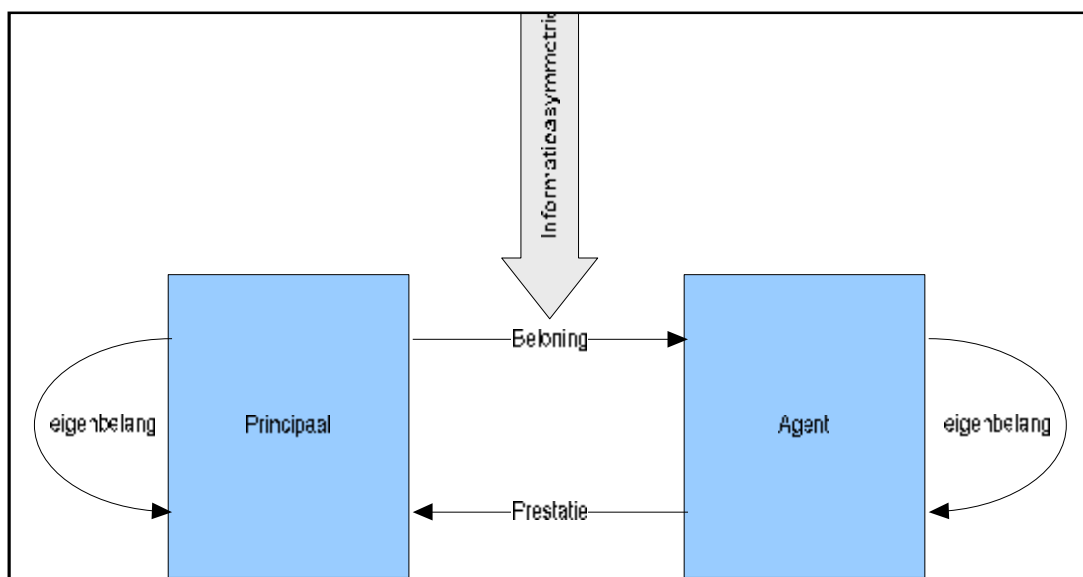 Informatieasymmetrie
Beloning
eigenbelang
Principaal
Agent
eigenbelang
Prestatie